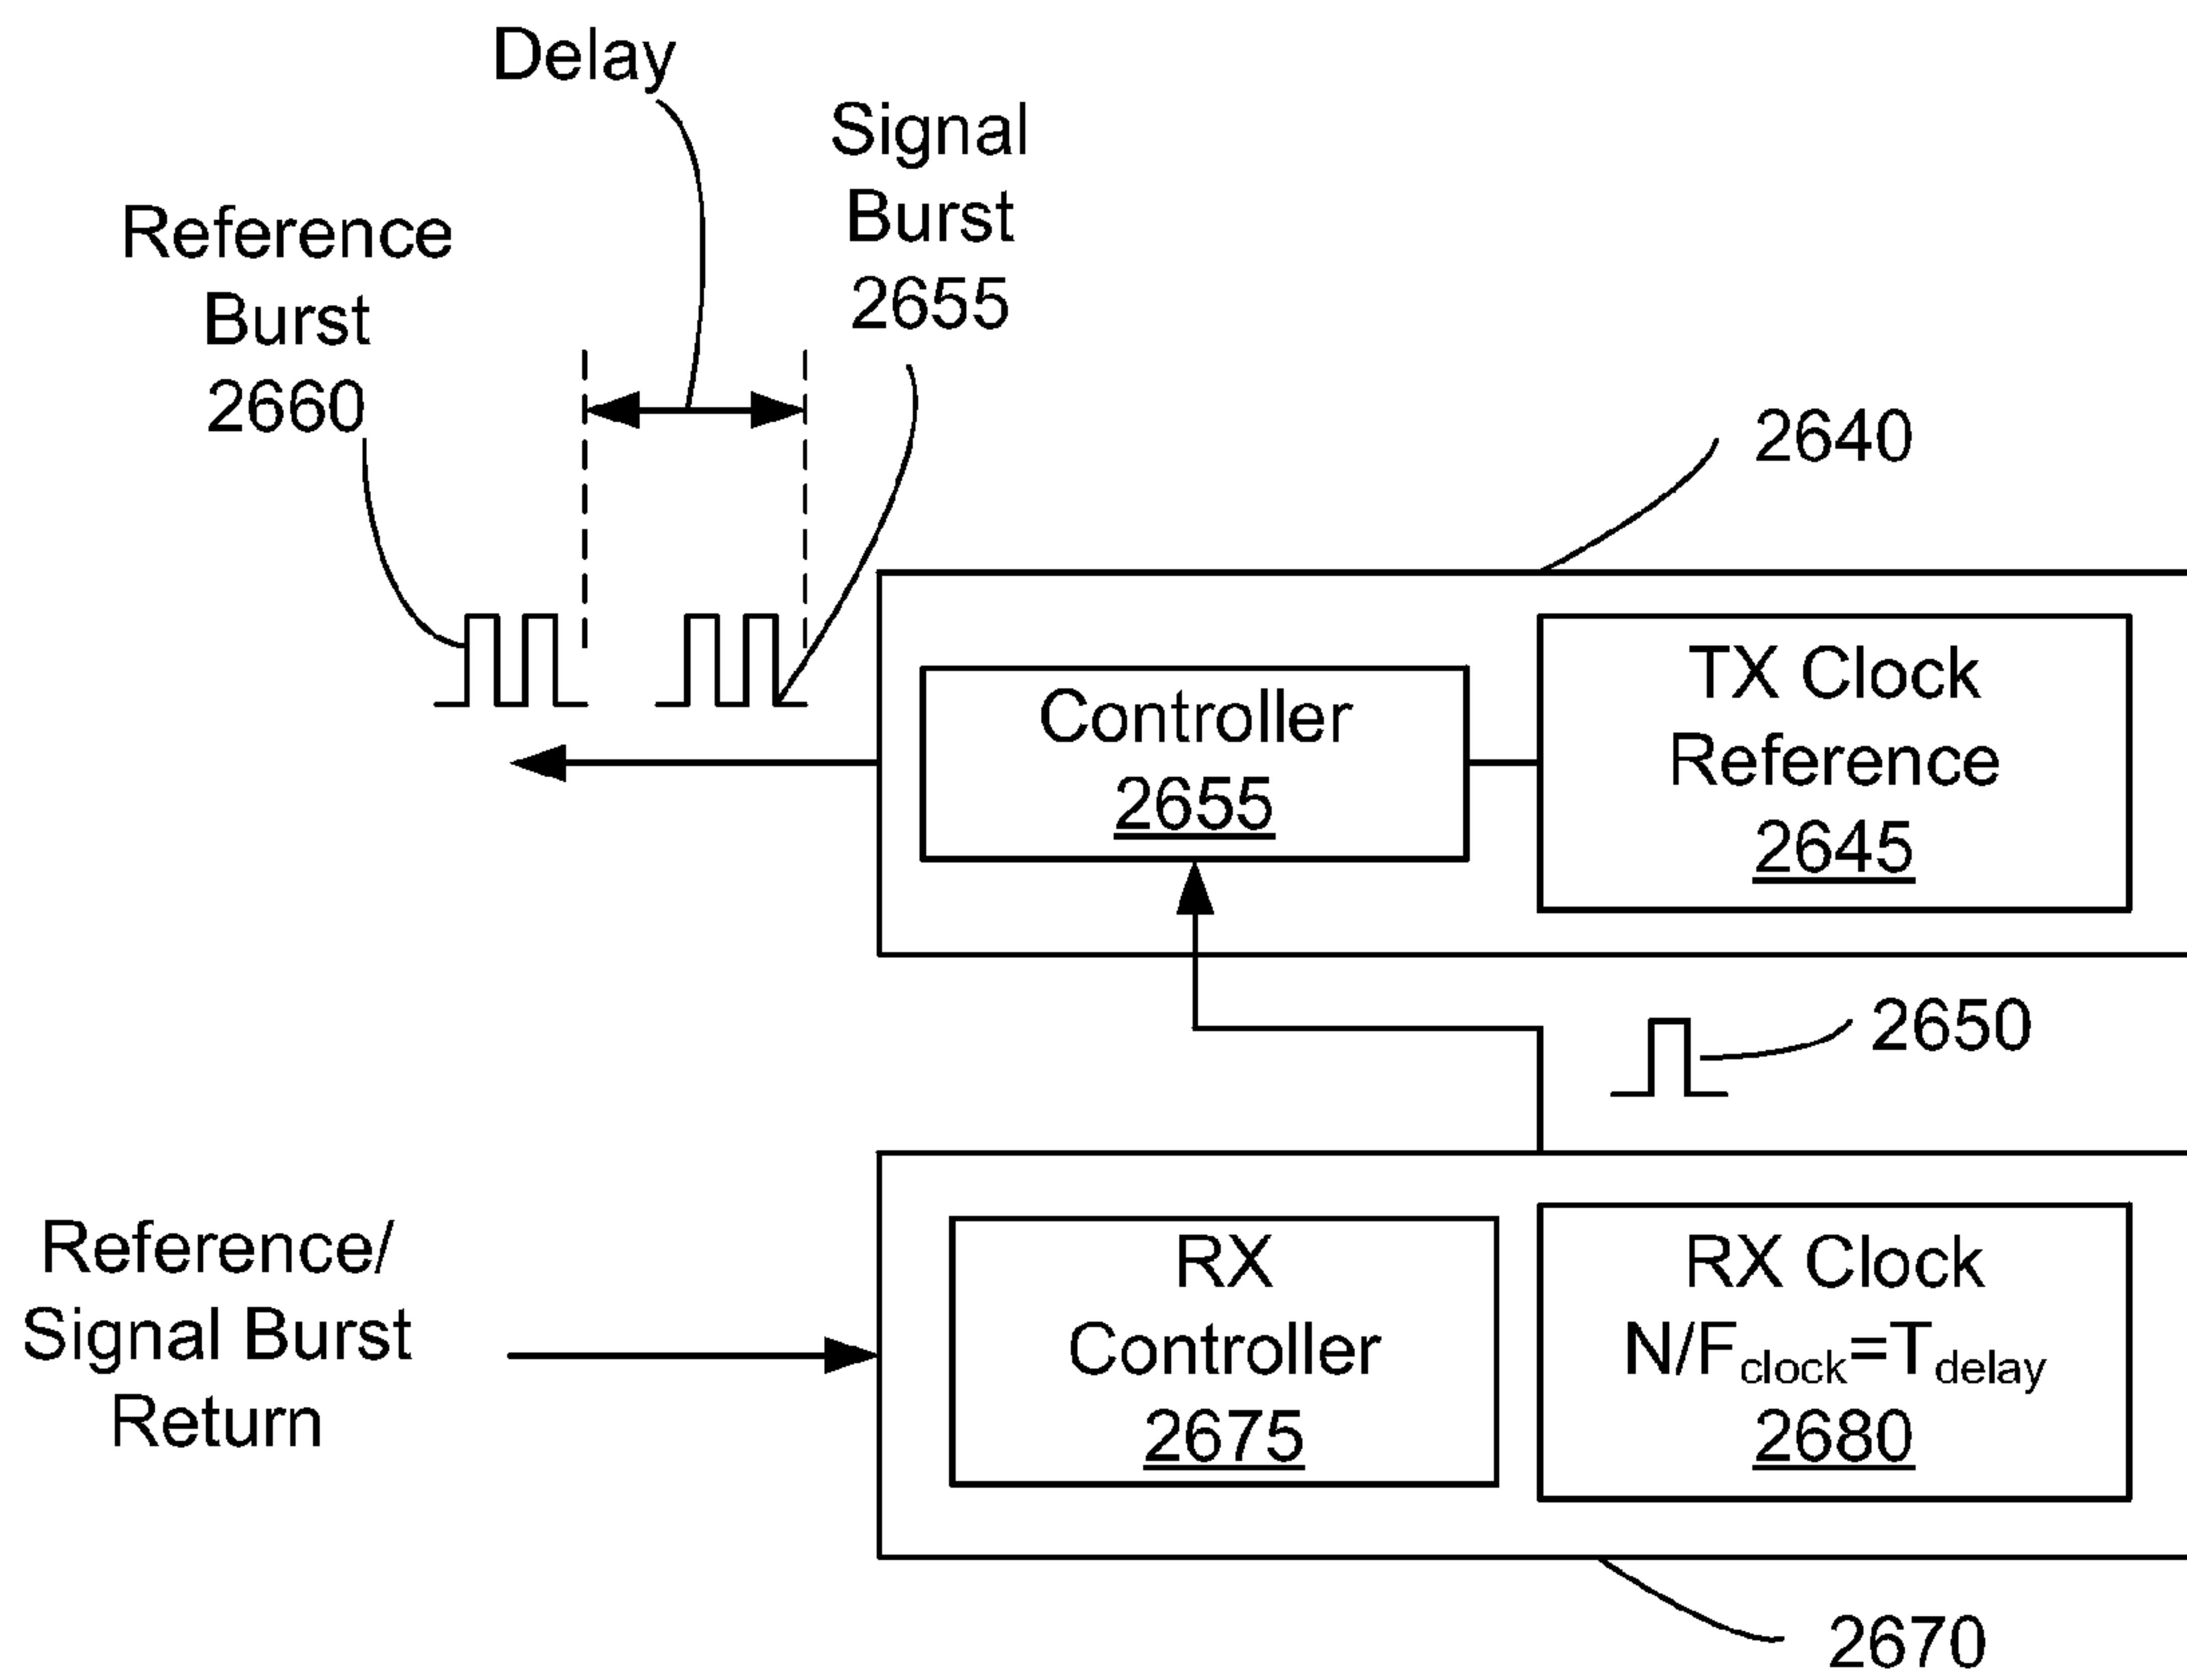 Delay
Signal
Burst
2655
Reference
Burst
2660
2640
Controller
2655
TX Clock
Reference
2645
2650
Reference/
Signal Burst
Return
RX
Controller
2675
RX Clock
N/Fclock=Tdelay
2680
2670